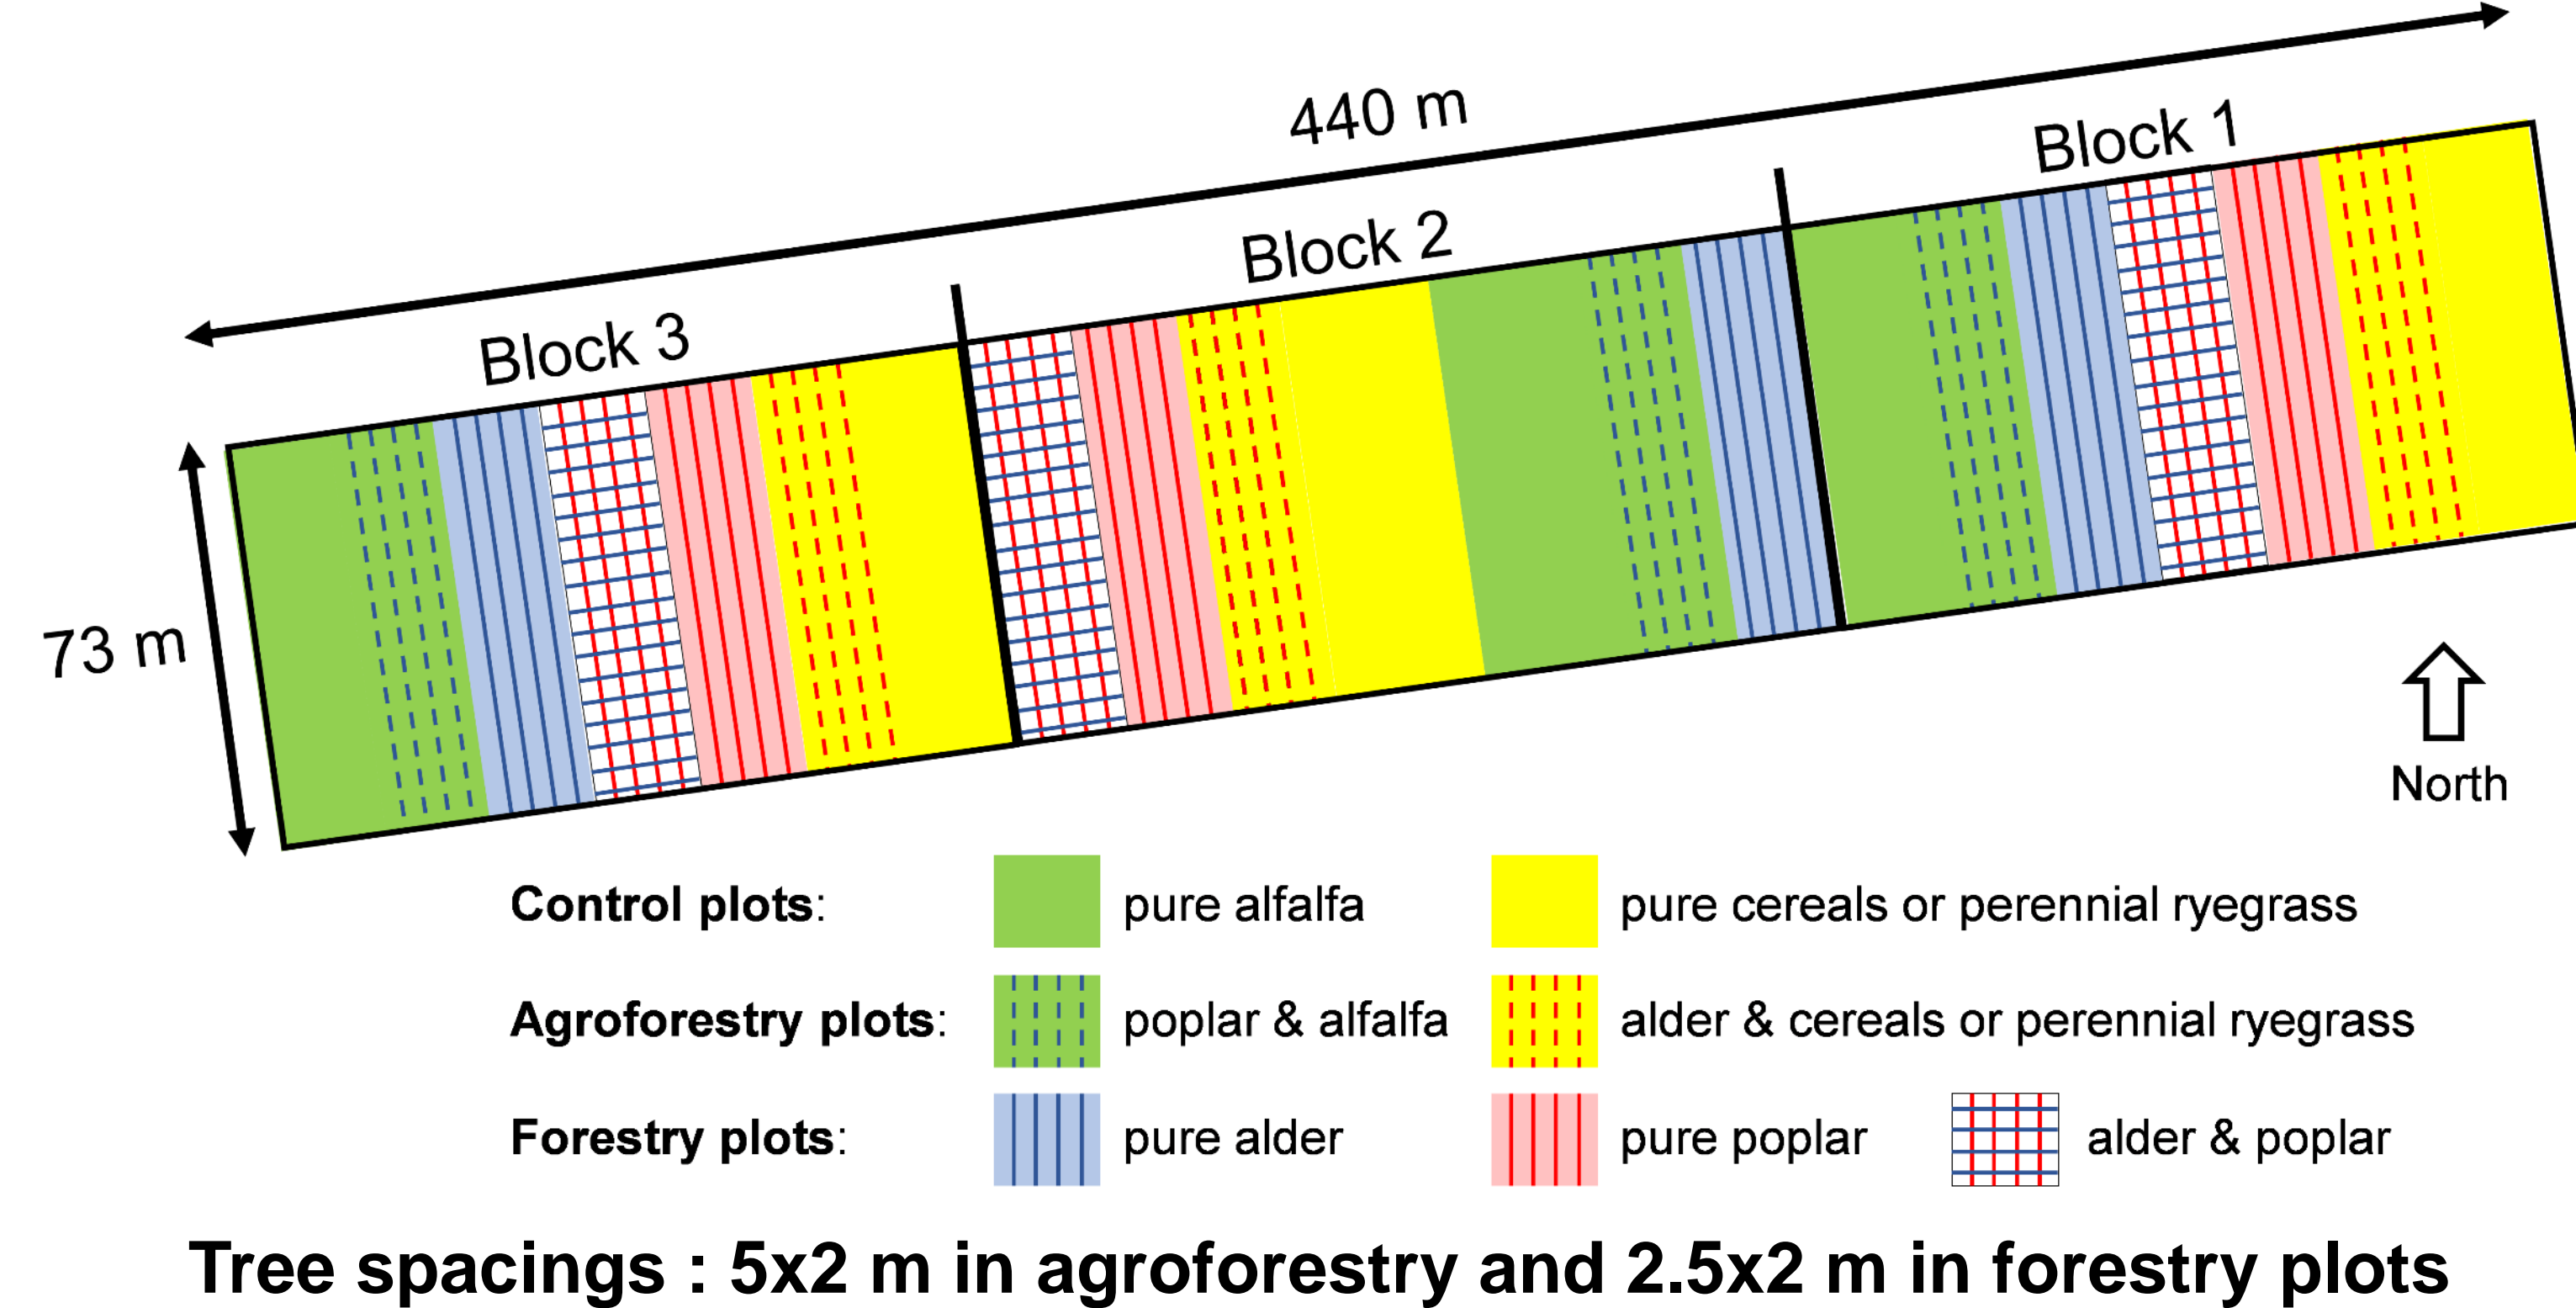 440 m
Block 1
Block 2
Block 3
73 m
North
Control plots: pure alfalfa pure cereals or perennial ryegrass
Agroforestry plots: poplar & alfalfa alder & cereals or perennial ryegrass
Forestry plots: pure alder pure poplar alder & poplar
Tree spacings : 5x2 m in agroforestry and 2.5x2 m in forestry plots